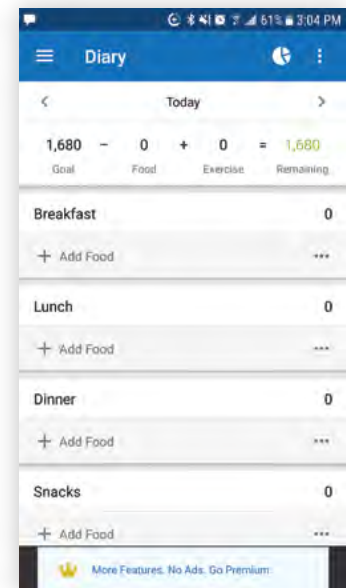 61% 3:04 PM
Diary
Today
1,680 - 0 + 0 = 1,680
Goal Food Exercise Remaining
Breakfast 0
+ Add Food
Lunch 0
+ Add Food
Dinner 0
+ Add Food
Snacks 0
+ Add Food
More Features. No Ads. Go Premium.